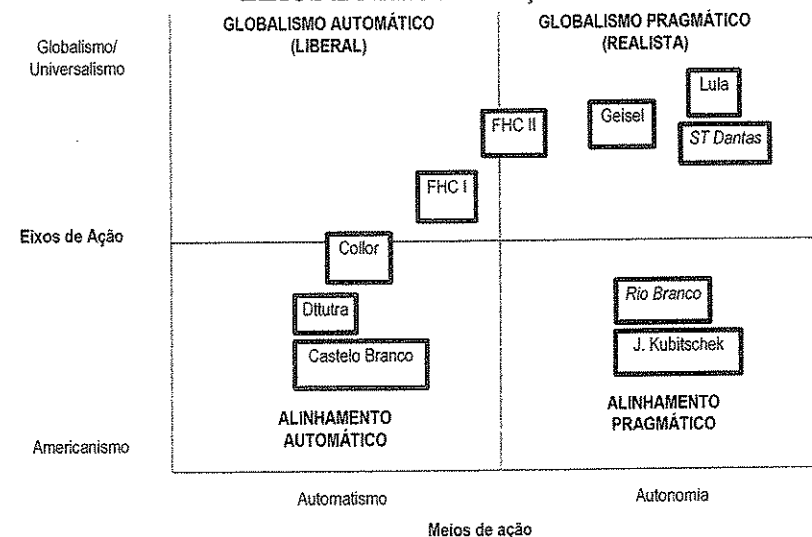 GLOBALISMO AUTOMÁTICO
(LIBERAL)
GLOBALISMO PRAGMÁTICO
(REALISTA)
Globalismo/
Universalismo
Lula
Geisel
FHC II
ST Dantas
FHC I
Eixos de Ação
Collor
Rio Branco
Dttutra
J. Kubitschek
Castelo Branco
ALINHAMENTO
AUTOMÁTICO
ALINHAMENTO
PRAGMÁTICO
Americanismo
Automatismo
Autonomia
Meios de ação